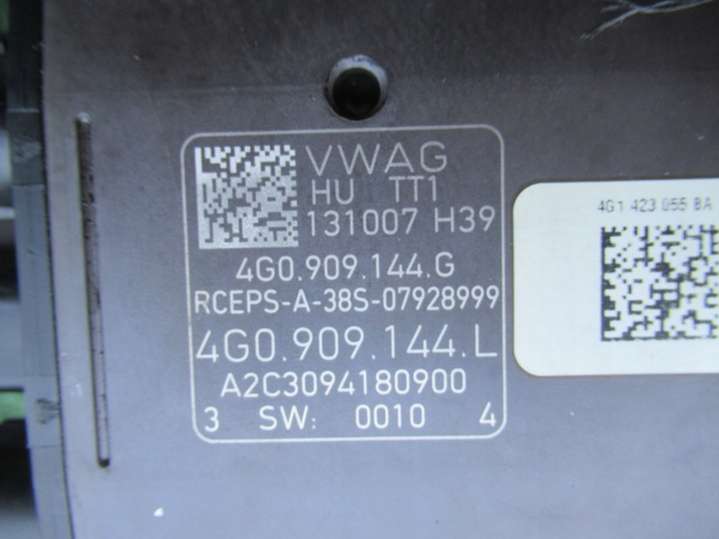 VWAG
HU TT1
131007 H39
4G0.909.144.G
RCEPS-A-38S-07928999
4G0.909.144.L
A2C3094180900
3 SW: 0010 4
4G1 423 055 BA